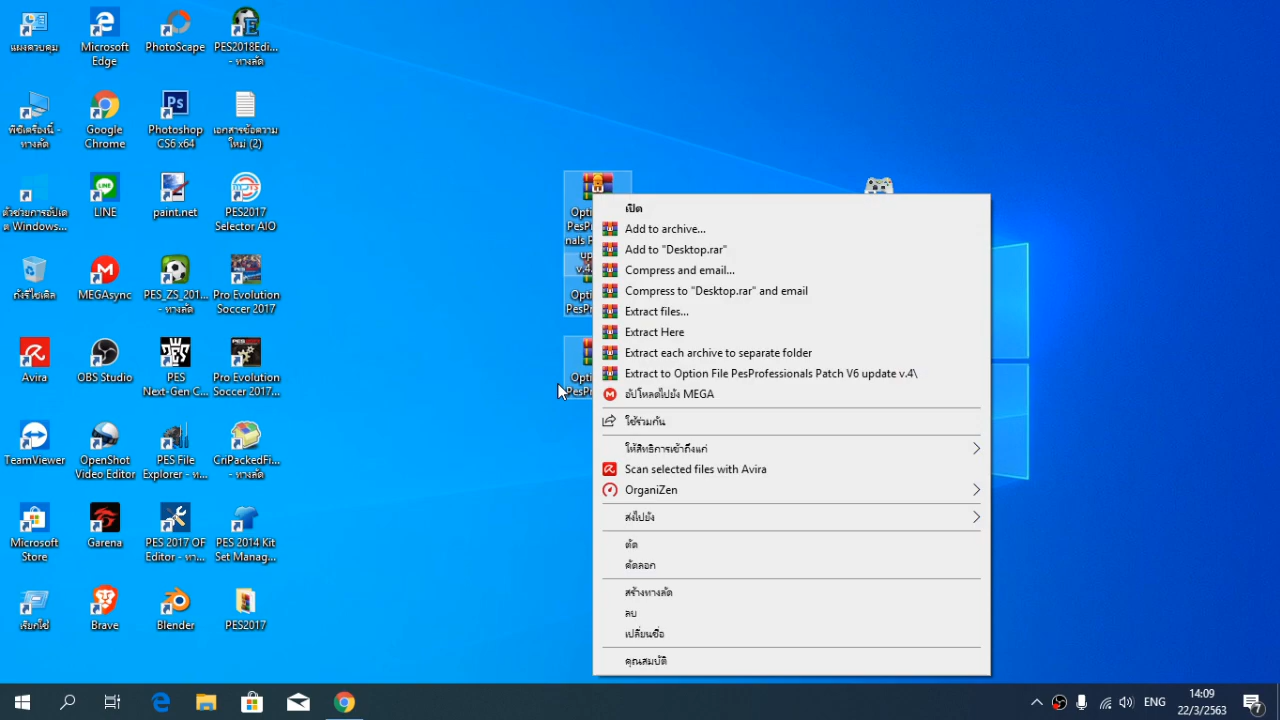 แผงควบคุม
Microsoft
Edge
PhotoScape
PES2018Edi...
- ทางลัด
พีซีเครื่องนี้ -
ทางลัด
Google
Chrome
Photoshop
CS6 x64
เอกสารข้อความ
ใหม่ (2)
ตัวช่วยการอัปเด
ต Windows...
LINE
paint.net
PES2017
Selector AIO
ถังรีไซเคิล
MEGAsync
PES_ZS_201...
- ทางลัด
Pro Evolution
Soccer 2017
Avira
OBS Studio
PES
Next-Gen C...
Pro Evolution
Soccer 2017...
TeamViewer
OpenShot
Video Editor
PES File
Explorer - ท...
CriPackedFi...
- ทางลัด
Microsoft
Store
Garena
PES 2017 OF
Editor - ทา...
PES 2014 Kit
Set Manag...
เรียกใช้
Brave
Blender
PES2017
เปิด
Add to archive...
Add to "Desktop.rar"
Compress and email...
Compress to "Desktop.rar" and email
Extract files...
Extract Here
Extract each archive to separate folder
Extract to Option File PesProfessionals Patch V6 update v.4\
อัปโหลดไปยัง MEGA
ใช้ร่วมกัน
ให้สิทธิการเข้าถึงแก่
Scan selected files with Avira
OrganiZen
ส่งไปยัง
ตัด
คัดลอก
สร้างทางลัด
ลบ
เปลี่ยนชื่อ
คุณสมบัติ
ENG
14:09
22/3/2563
7